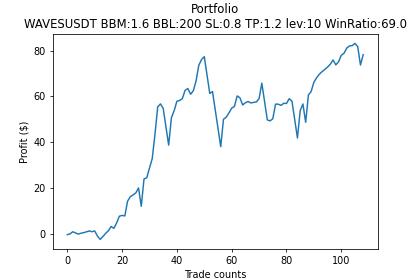 Portfolio
WAVESUSDT BBM:1.6 BBL:200 SL:0.8 TP:1.2 lev:10 WinRatio:69.0
80
60
40
20
0
Profit ($)
0 20 40 60 80 100
Trade counts